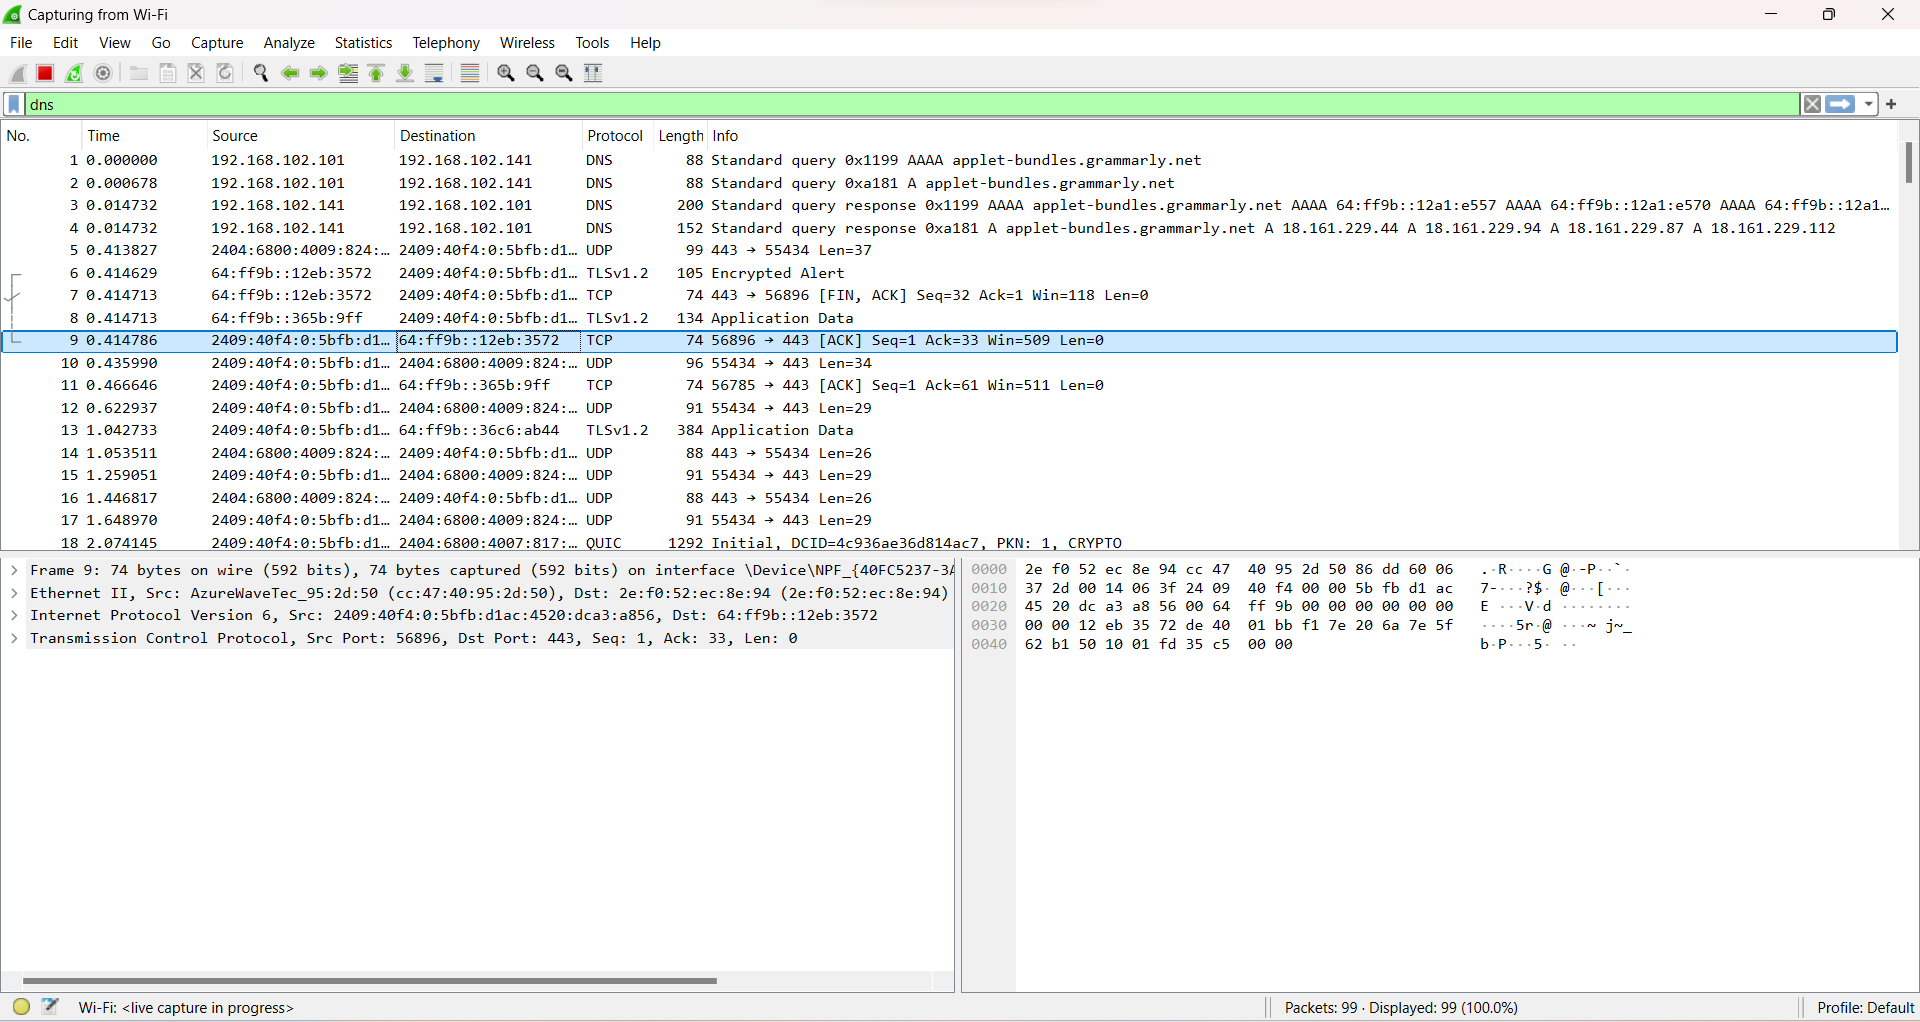 Capturing from Wi-Fi
File Edit View Go Capture Analyze Statistics Telephony Wireless Tools Help
dns
No. Time Source Destination Protocol Length Info
1 0.000000 192.168.102.101 192.168.102.141 DNS 88 Standard query 0x1199 AAAA applet-bundles.grammarly.net
2 0.000678 192.168.102.101 192.168.102.141 DNS 88 Standard query 0xa181 A applet-bundles.grammarly.net
3 0.014732 192.168.102.141 192.168.102.101 DNS 200 Standard query response 0x1199 AAAA applet-bundles.grammarly.net AAAA 64:ff9b::12a1:e557 AAAA 64:ff9b::12a1:e570 AAAA 64:ff9b::12a1…
4 0.014732 192.168.102.141 192.168.102.101 DNS 152 Standard query response 0xa181 A applet-bundles.grammarly.net A 18.161.229.44 A 18.161.229.94 A 18.161.229.87 A 18.161.229.112
5 0.413827 2404:6800:4009:824:… 2409:40f4:0:5bfb:d1… UDP 99 443 → 55434 Len=37
6 0.414629 64:ff9b::12eb:3572 2409:40f4:0:5bfb:d1… TLSv1.2 105 Encrypted Alert
7 0.414713 64:ff9b::12eb:3572 2409:40f4:0:5bfb:d1… TCP 74 443 → 56896 [FIN, ACK] Seq=32 Ack=1 Win=118 Len=0
8 0.414713 64:ff9b::365b:9ff 2409:40f4:0:5bfb:d1… TLSv1.2 134 Application Data
9 0.414786 2409:40f4:0:5bfb:d1… 64:ff9b::12eb:3572 TCP 74 56896 → 443 [ACK] Seq=1 Ack=33 Win=509 Len=0
10 0.435990 2409:40f4:0:5bfb:d1… 2404:6800:4009:824:… UDP 96 55434 → 443 Len=34
11 0.466646 2409:40f4:0:5bfb:d1… 64:ff9b::365b:9ff TCP 74 56785 → 443 [ACK] Seq=1 Ack=61 Win=511 Len=0
12 0.622937 2409:40f4:0:5bfb:d1… 2404:6800:4009:824:… UDP 91 55434 → 443 Len=29
13 1.042733 2409:40f4:0:5bfb:d1… 64:ff9b::36c6:ab44 TLSv1.2 384 Application Data
14 1.053511 2404:6800:4009:824:… 2409:40f4:0:5bfb:d1… UDP 88 443 → 55434 Len=26
15 1.259051 2409:40f4:0:5bfb:d1… 2404:6800:4009:824:… UDP 91 55434 → 443 Len=29
16 1.446817 2404:6800:4009:824:… 2409:40f4:0:5bfb:d1… UDP 88 443 → 55434 Len=26
17 1.648970 2409:40f4:0:5bfb:d1… 2404:6800:4009:824:… UDP 91 55434 → 443 Len=29
18 2.074145 2409:40f4:0:5bfb:d1… 2404:6800:4007:817:… QUIC 1292 Initial, DCID=4c936ae36d814ac7, PKN: 1, CRYPTO
Frame 9: 74 bytes on wire (592 bits), 74 bytes captured (592 bits) on interface \Device\NPF_{40FC5237-3A
Ethernet II, Src: AzureWaveTec_95:2d:50 (cc:47:40:95:2d:50), Dst: 2e:f0:52:ec:8e:94 (2e:f0:52:ec:8e:94)
Internet Protocol Version 6, Src: 2409:40f4:0:5bfb:d1ac:4520:dca3:a856, Dst: 64:ff9b::12eb:3572
Transmission Control Protocol, Src Port: 56896, Dst Port: 443, Seq: 1, Ack: 33, Len: 0
0000 2e f0 52 ec 8e 94 cc 47 40 95 2d 50 86 dd 60 06 .·R····G @·-P··`·
0010 37 2d 00 14 06 3f 24 09 40 f4 00 00 5b fb d1 ac 7-···?$· @···[···
0020 45 20 dc a3 a8 56 00 64 ff 9b 00 00 00 00 00 00 E ···V·d ········
0030 00 00 12 eb 35 72 de 40 01 bb f1 7e 20 6a 7e 5f ····5r·@ ···~ j~_
0040 62 b1 50 10 01 fd 35 c5 00 00 b·P···5· ··
Wi-Fi: <live capture in progress> Packets: 99 · Displayed: 99 (100.0%) Profile: Default